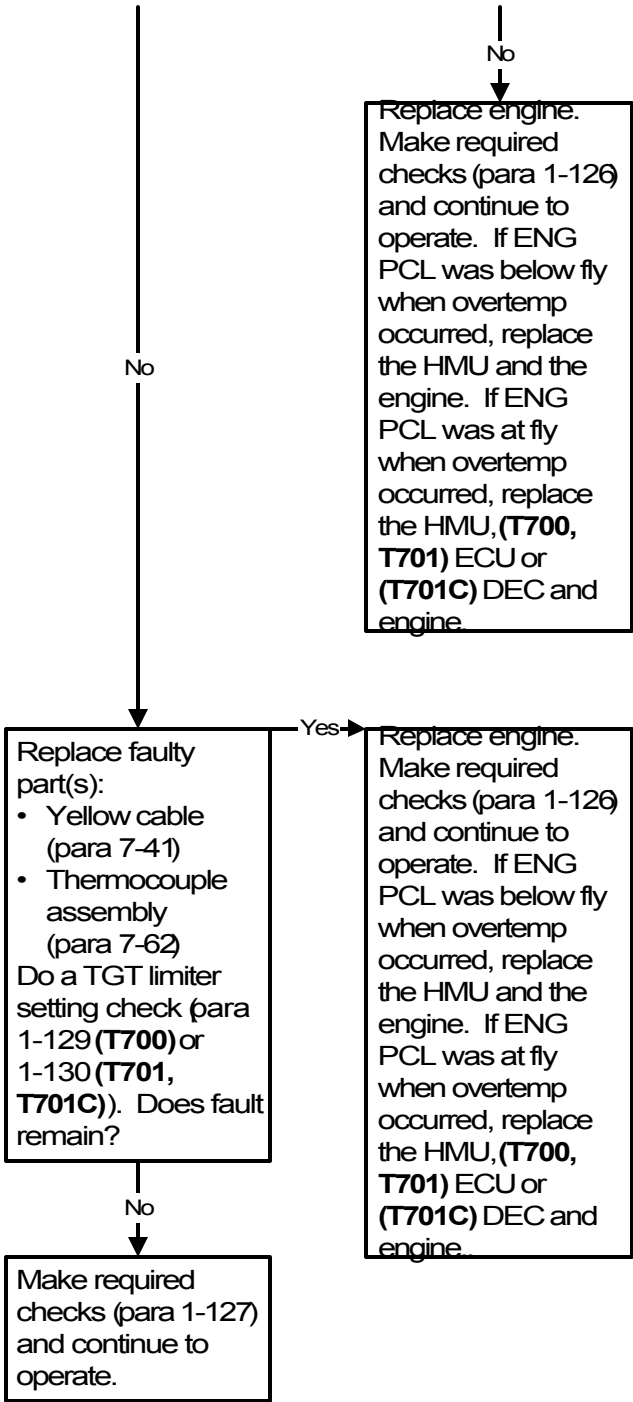 No
Replace engine.
Make required
checks (para 1-126)
and continue to
operate. If ENG
PCL was below fly
when overtemp
occurred, replace
the HMU and the
engine. If ENG
PCL was at fly
when overtemp
occurred, replace
the HMU, (T700,
T701) ECU or
(T701C) DEC and
engine.
No
Replace faulty
part(s):
• Yellow cable
(para 7-41)
• Thermocouple
assembly
(para 7-62)
Do a TGT limiter
setting check (para
1-129 (T700) or
1-130 (T701,
T701C)). Does fault
remain?
Yes
Replace engine.
Make required
checks (para 1-126)
and continue to
operate. If ENG
PCL was below fly
when overtemp
occurred, replace
the HMU and the
engine. If ENG
PCL was at fly
when overtemp
occurred, replace
the HMU, (T700,
T701) ECU or
(T701C) DEC and
engine..
No
Make required
checks (para 1-127)
and continue to
operate.